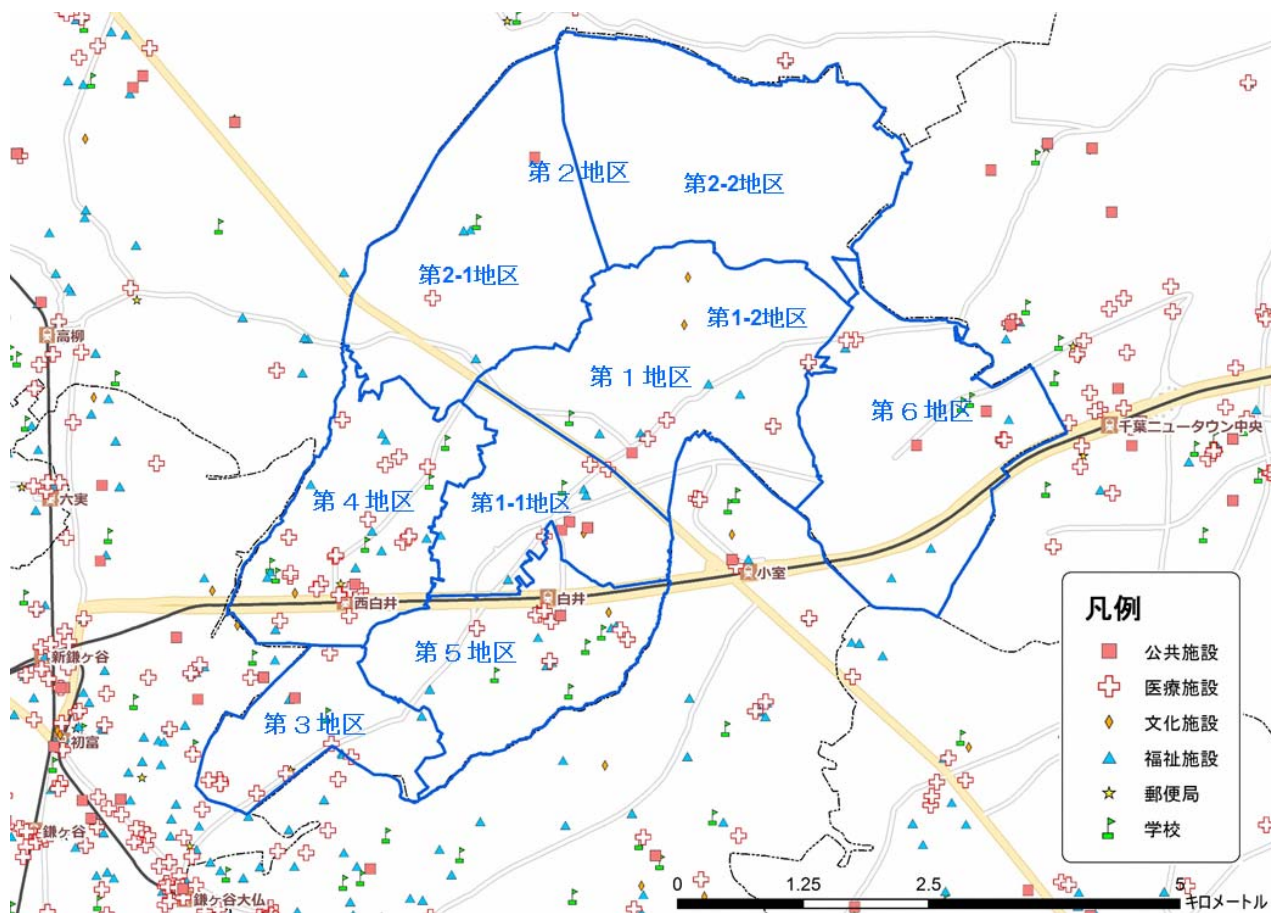 第２地区
第2-2地区
第2-1地区
第1-2地区
高柳
第１地区
第６地区
千葉ニュータウン中央
六実
第４地区
第1-1地区
小室
西白井
白井
新鎌ヶ谷
第５地区
第３地区
初富
鎌ヶ谷
鎌ヶ谷大仏
凡例
公共施設
医療施設
文化施設
福祉施設
郵便局
学校
0 1.25 2.5 5
キロメートル